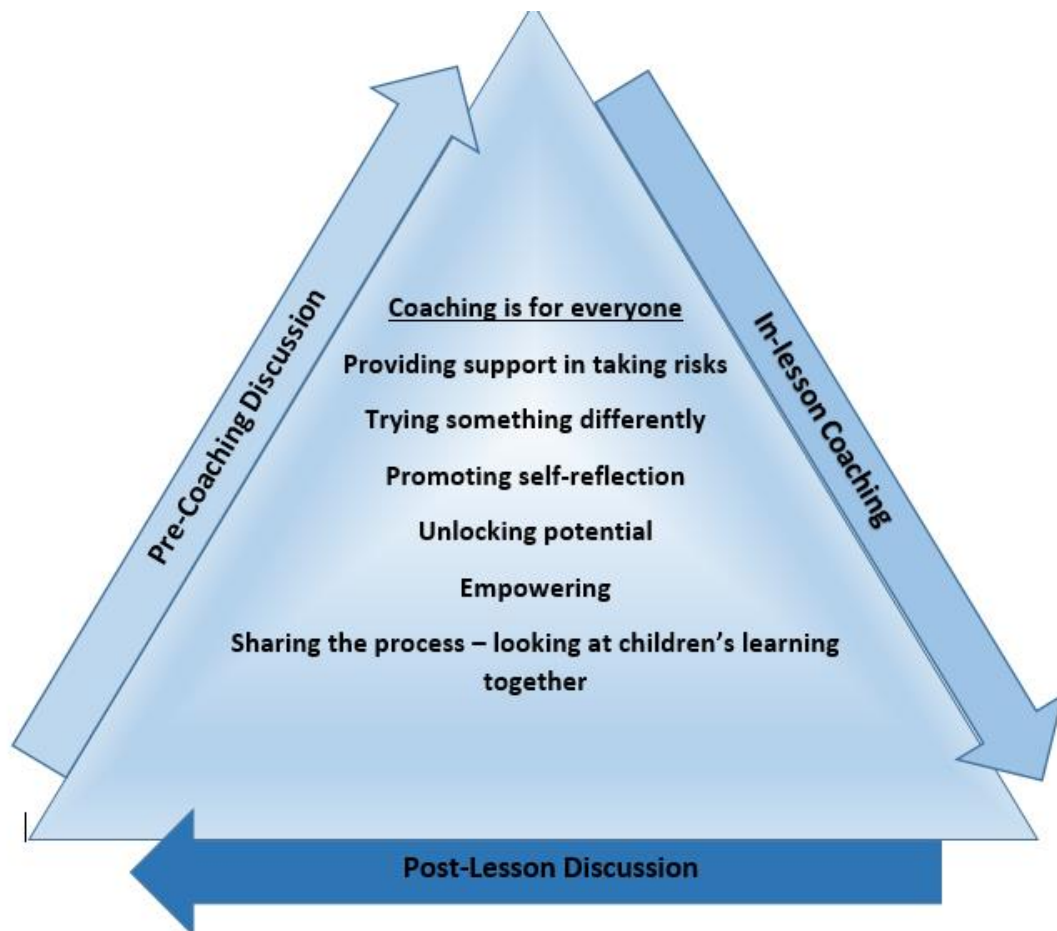 Pre-Coaching Discussion
In-lesson Coaching
Coaching is for everyone
Providing support in taking risks
Trying something differently
Promoting self-reflection
Unlocking potential
Empowering
Sharing the process – looking at children’s learning
together
Post-Lesson Discussion